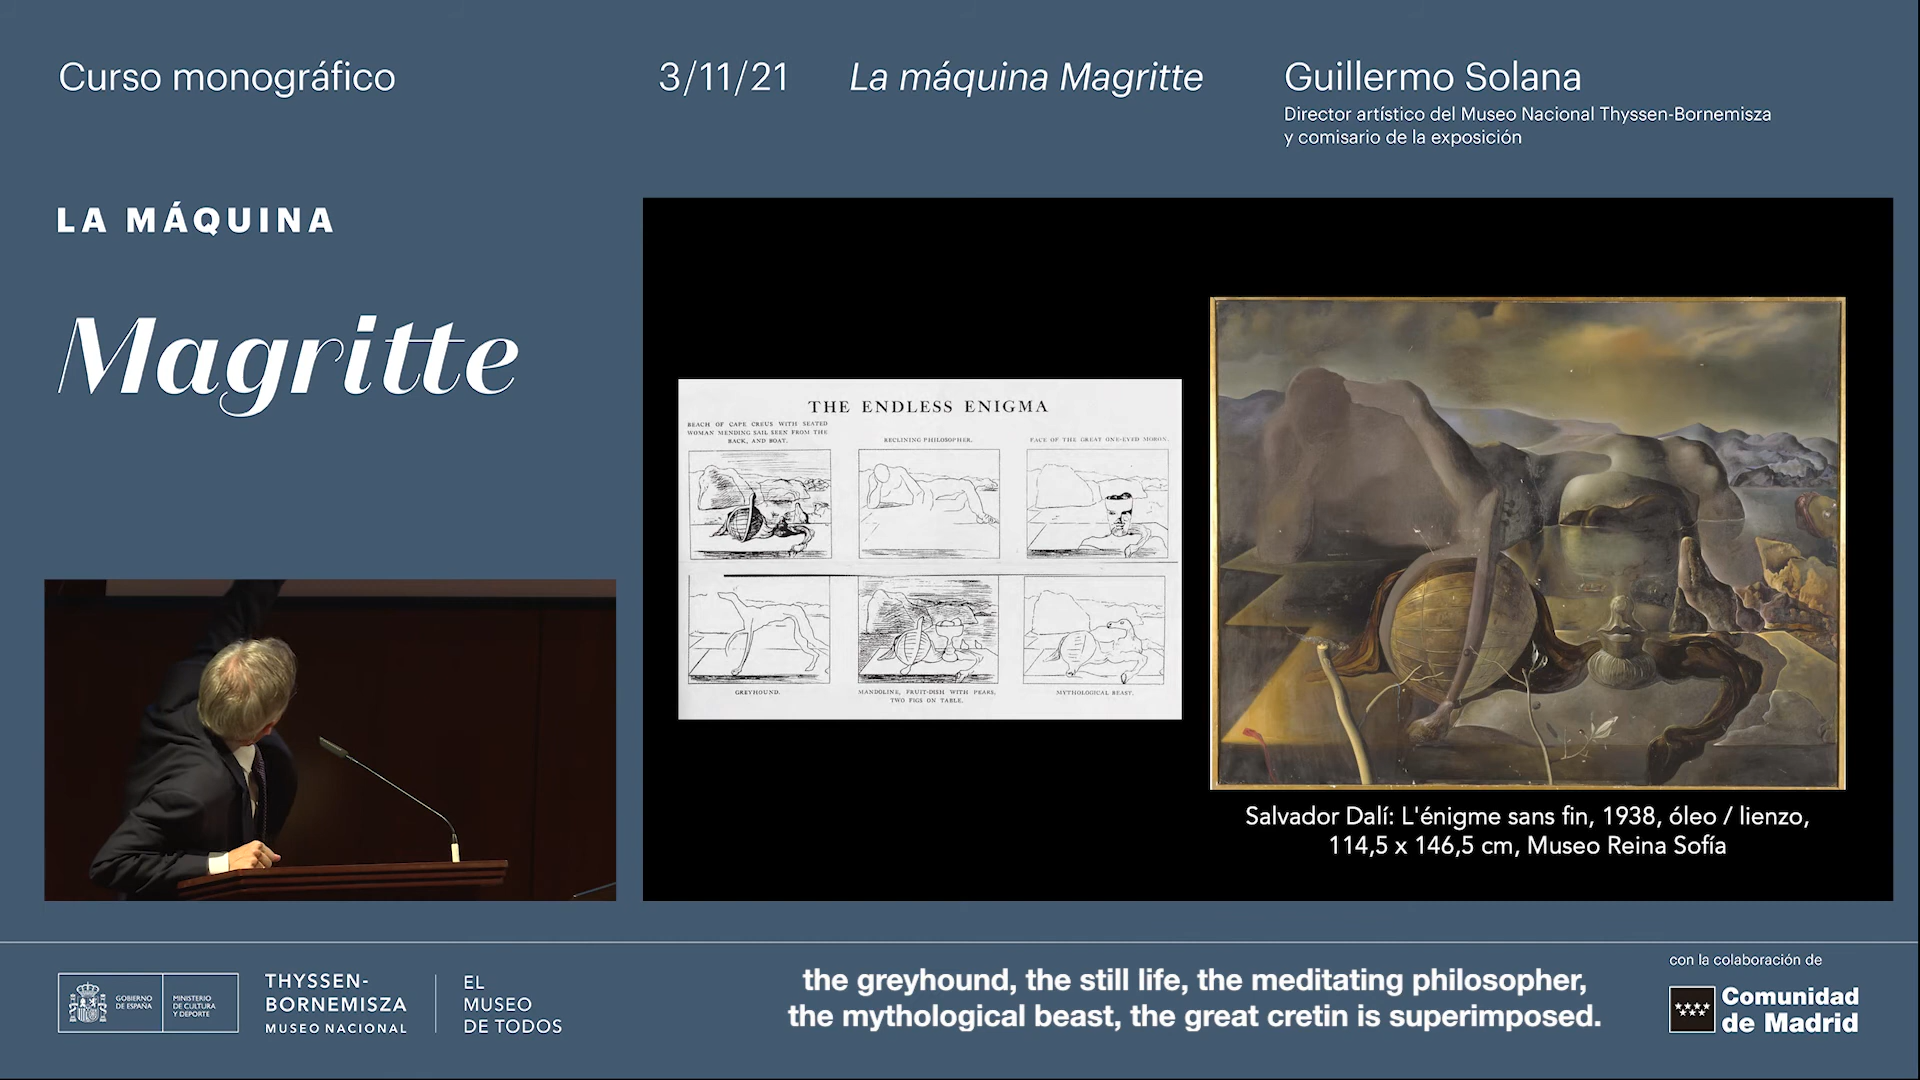 Curso monográfico
3/11/21
La máquina Magritte
Guillermo Solana
Director artístico del Museo Nacional Thyssen-Bornemisza
y comisario de la exposición
LA MÁQUINA
Magritte
THE ENDLESS ENIGMA
BEACH OF CAPE CREUS WITH SEATED
WOMAN MENDING SAIL SEEN FROM THE
BACK, AND BOAT.
RECLINING PHILOSOPHER.
FACE OF THE GREAT ONE-EYED MORON.
GREYHOUND.
MANDOLINE, FRUIT-DISH WITH PEARS,
TWO FIGS ON TABLE.
MYTHOLOGICAL BEAST.
Salvador Dalí: L'énigme sans fin, 1938, óleo / lienzo,
114,5 x 146,5 cm, Museo Reina Sofía
GOBIERNO
DE ESPAÑA
MINISTERIO
DE CULTURA
Y DEPORTE
THYSSEN-
BORNEMISZA
MUSEO NACIONAL
EL
MUSEO
DE TODOS
the greyhound, the still life, the meditating philosopher,
the mythological beast, the great cretin is superimposed.
con la colaboración de
Comunidad
de Madrid